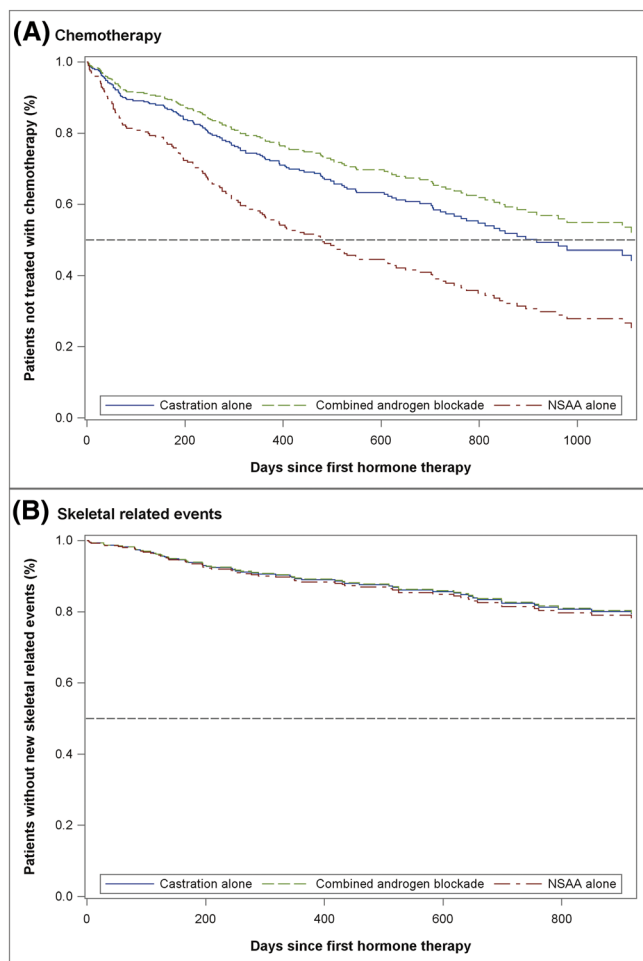 (A) Chemotherapy
Patients not treated with chemotherapy (%)
1.0
0.8
0.6
0.4
0.2
0.0
Castration alone Combined androgen blockade NSAA alone
0 200 400 600 800 1000
Days since first hormone therapy
(B) Skeletal related events
Patients without new skeletal related events (%)
1.0
0.8
0.6
0.4
0.2
0.0
Castration alone Combined androgen blockade NSAA alone
0 200 400 600 800
Days since first hormone therapy